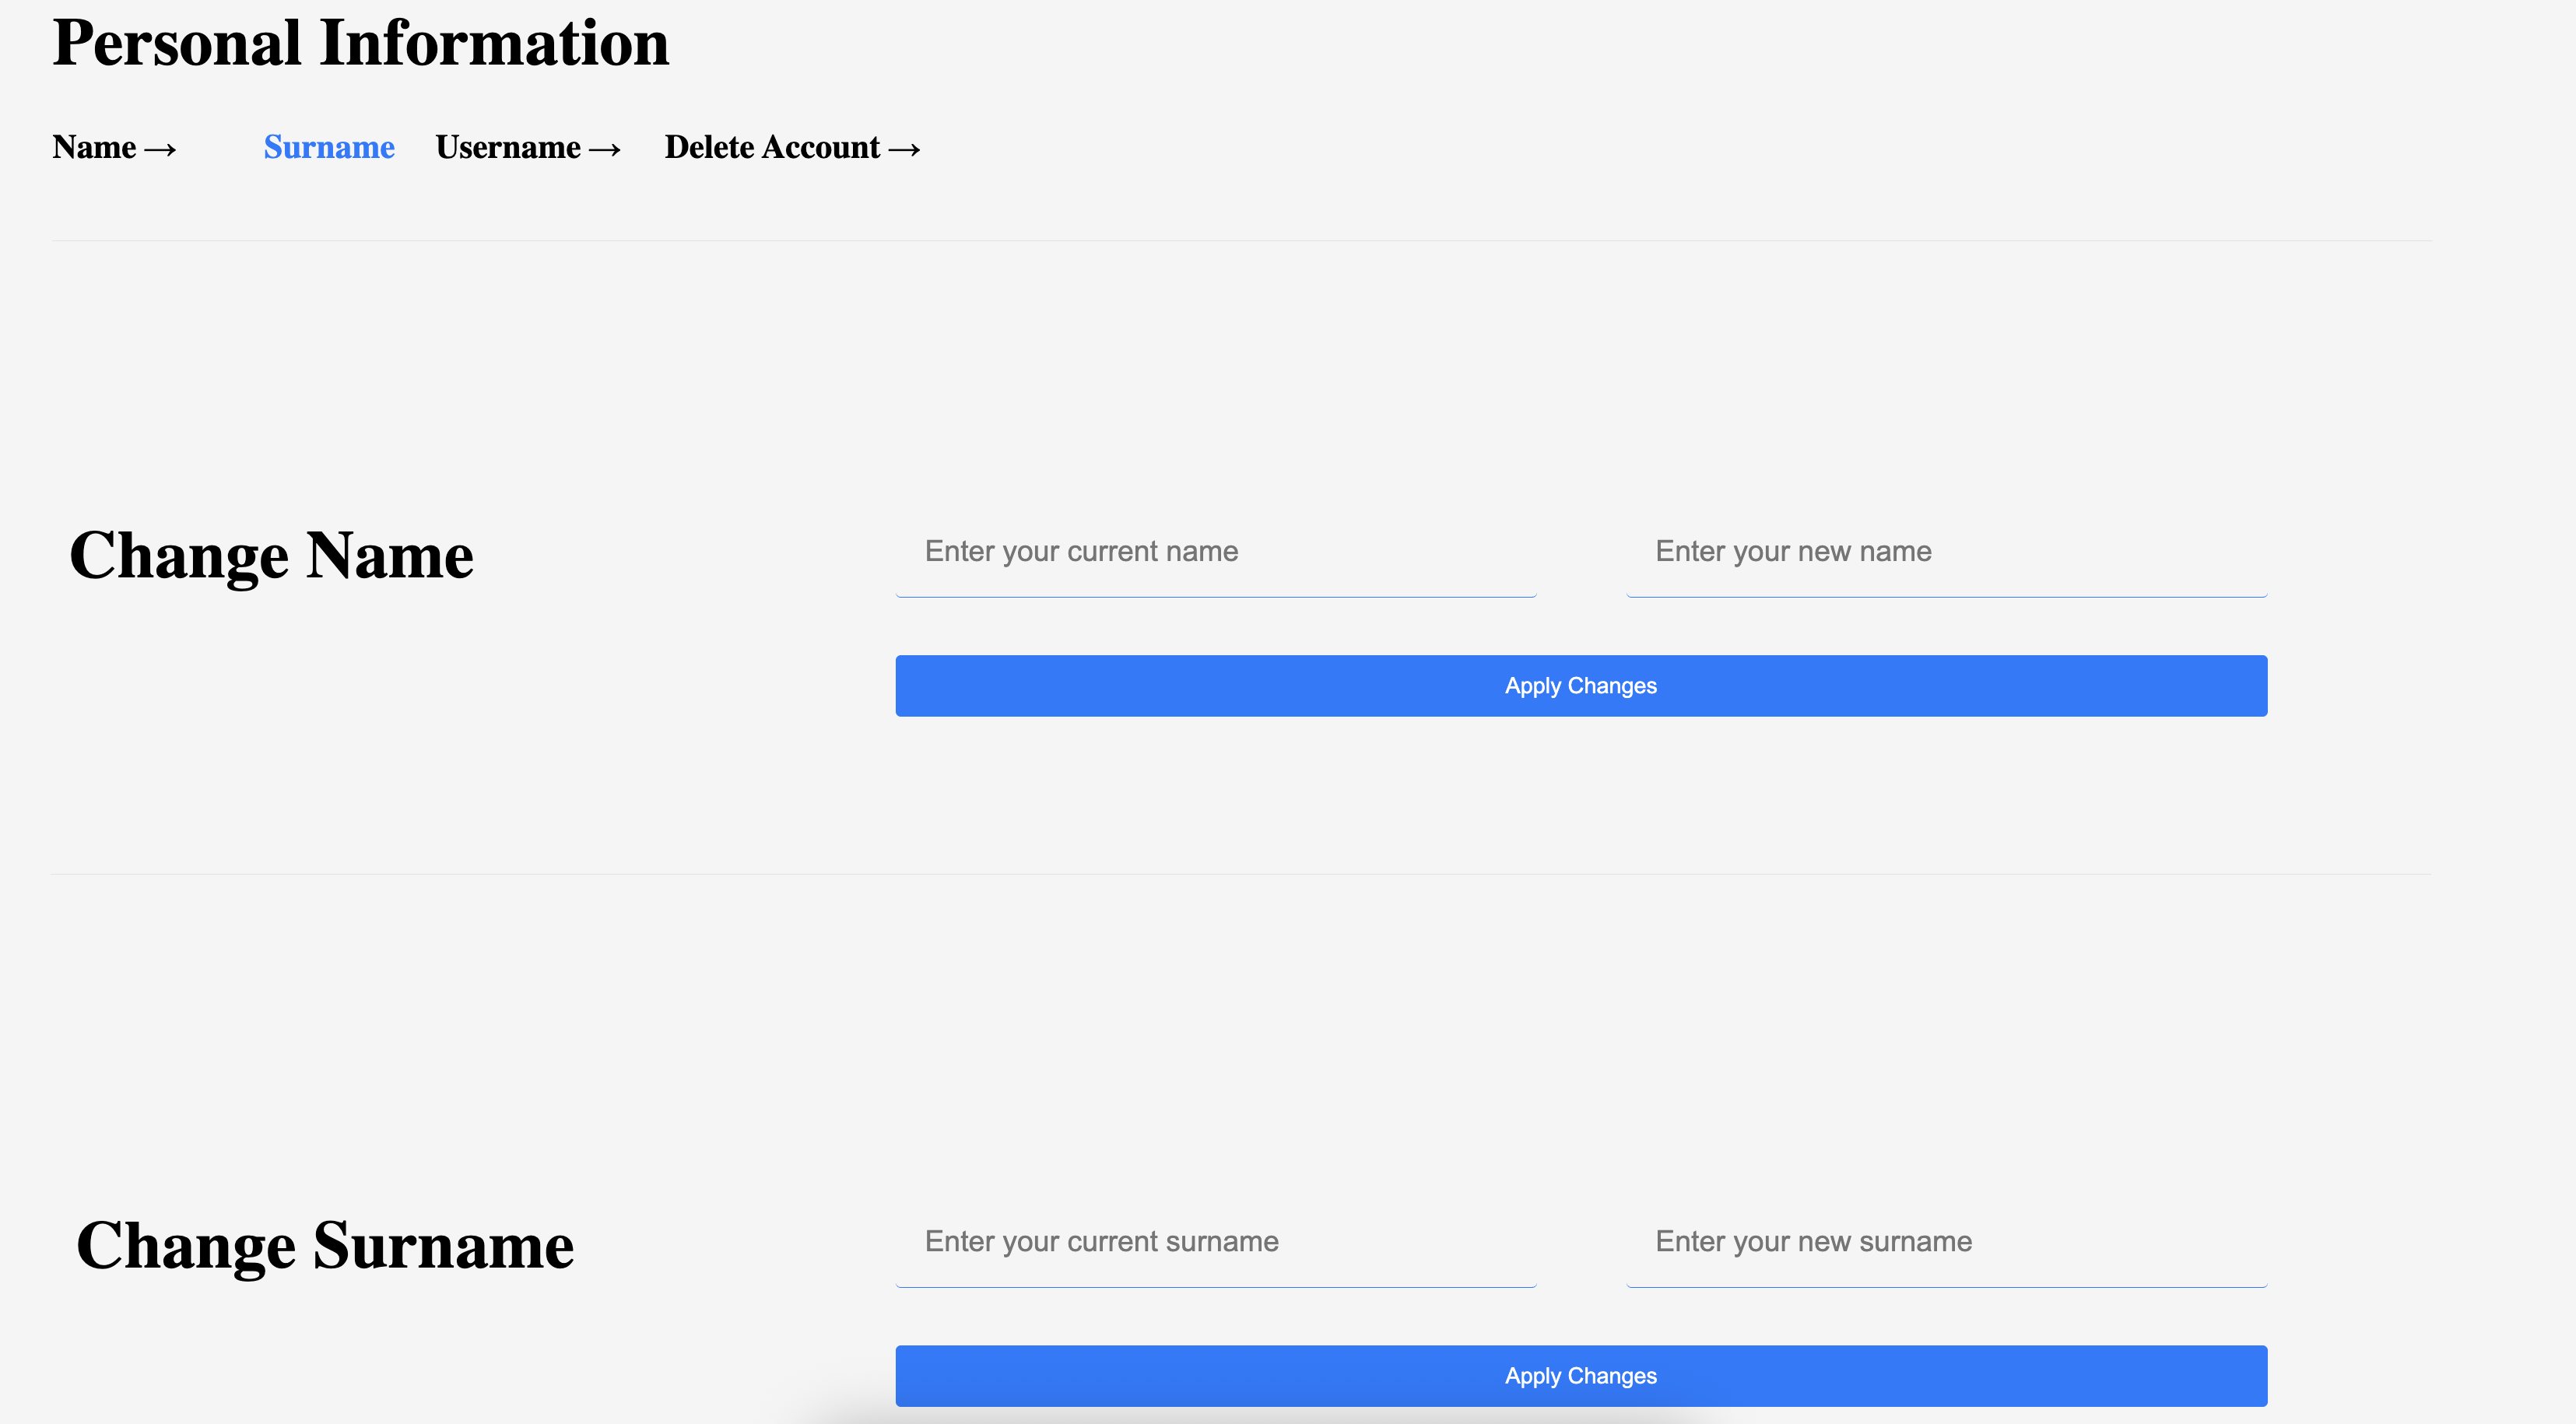 Personal Information
Name → Surname Username → Delete Account →
Change Name
Enter your current name Enter your new name
Apply Changes
Change Surname
Enter your current surname Enter your new surname
Apply Changes